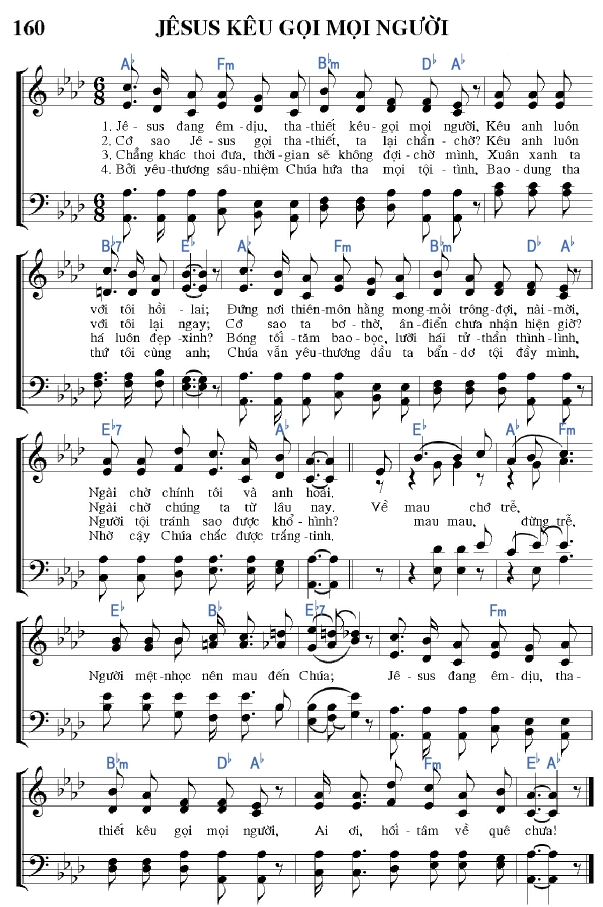 160 JÊSUS KÊU GỌI MỌI NGƯỜI
A♭ Fm B♭m D♭ A♭
6 8
1. Jê-sus đang êm-dịu, tha-thiết kêu-gọi mọi người, Kêu anh luôn
2. Cớ sao Jê-sus gọi tha-thiết, ta lại chần-chờ? Kêu anh luôn
3. Chẳng khác thoi đưa, thời-gian sẽ không đợi-chờ mình, Xuân xanh ta
4. Bởi yêu-thương sâu-nhiệm Chúa hứa tha mọi tội-tình, Bao-dung tha
6 8
B♭7 E♭ A♭ Fm B♭m D♭ A♭
với tôi hồi-lai; Đứng nơi thiên-môn hằng mong-mỏi trông-đợi, nài-mời,
với tôi lại ngay; Cớ sao ta bơ-thờ, ân-điển chưa nhận hiện giờ?
há luôn đẹp-xinh? Bóng tối-tăm bao-bọc, lưỡi hái tử-thần thình-lình,
thứ tôi cùng anh; Chúa vẫn yêu-thương dầu ta bấn-dơ tội đầy mình,
E♭7 A♭ E♭ A♭ Fm
Ngài chờ chính tôi và anh hoài.
Ngài chờ chúng ta từ lâu nay. Về mau chớ trễ,
Người tội tránh sao được khổ-hình? mau mau, đừng trễ,
Nhờ cậy Chúa chắc được trắng-tinh.
E♭ B♭ E♭7 Fm
Người mệt-nhọc nên mau đến Chúa; Jê-sus đang êm-dịu, tha-
B♭m D♭ A♭ Fm E♭ A♭
thiết kêu gọi mọi người, Ai ơi, hối-tâm về quê chưa!